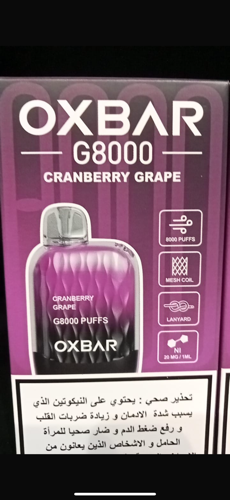 OXBAR
G8000
CRANBERRY GRAPE
8000 PUFFS
MESH COIL
LANYARD
NI
20 MG / 1ML
CRANBERRY
GRAPE
G8000 PUFFS
OXBAR
تحذير صحي : يحتوي على النيكوتين الذي
يسبب شدة الادمان و زيادة ضربات القلب
و رفع ضغط الدم و ضار صحيا للمرأة
الحامل و الاشخاص الذين يعانون من